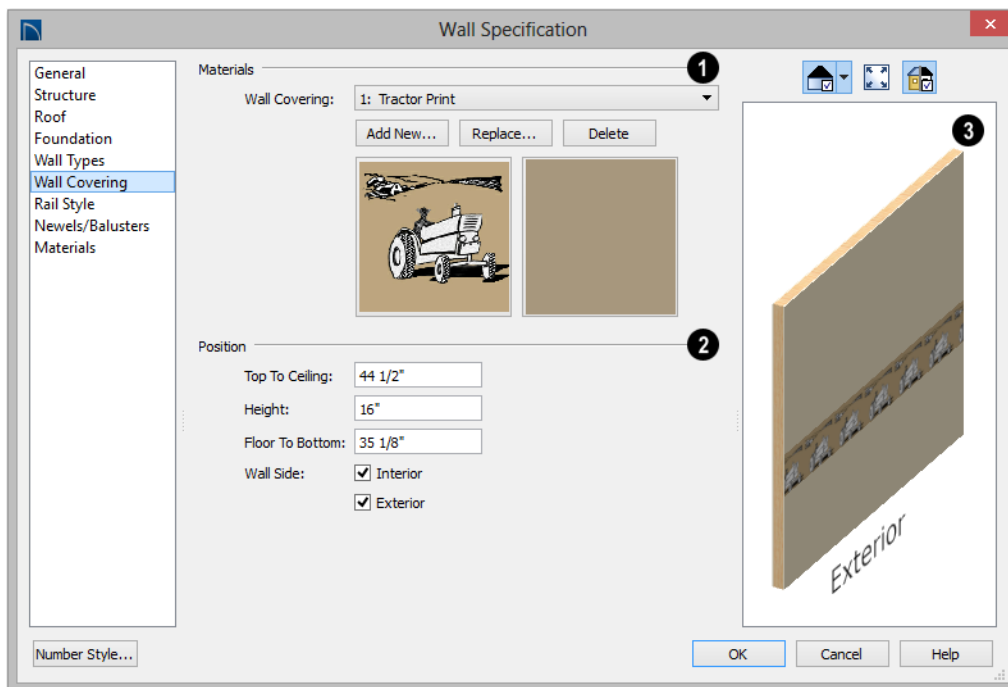 Wall Specification
General
Structure
Roof
Foundation
Wall Types
Wall Covering
Rail Style
Newels/Balusters
Materials
Materials
1
Wall Covering:
1: Tractor Print
Add New...
Replace...
Delete
Position
2
Top To Ceiling:
44 1/2"
Height:
16"
Floor To Bottom:
35 1/8"
Wall Side:
Interior
Exterior
3
Exterior
Number Style...
OK
Cancel
Help